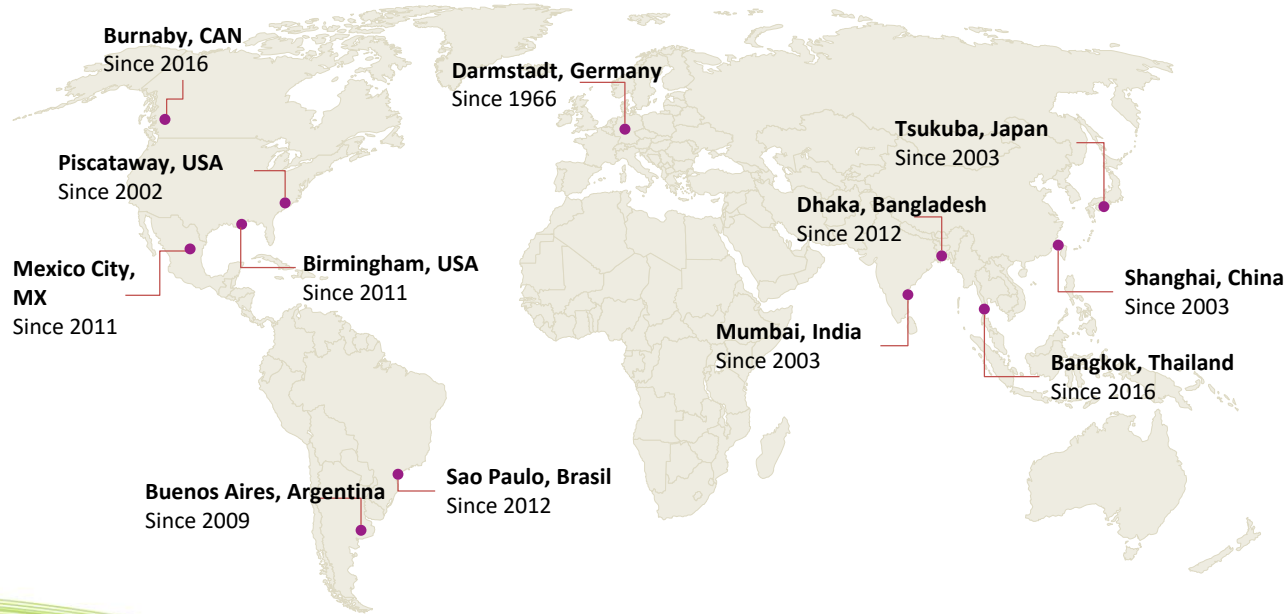 Burnaby, CAN
Since 2016
Darmstadt, Germany
Since 1966
Tsukuba, Japan
Since 2003
Piscataway, USA
Since 2002
Dhaka, Bangladesh
Since 2012
Mexico City,
MX
Since 2011
Birmingham, USA
Since 2011
Shanghai, China
Since 2003
Mumbai, India
Since 2003
Bangkok, Thailand
Since 2016
Buenos Aires, Argentina
Since 2009
Sao Paulo, Brasil
Since 2012